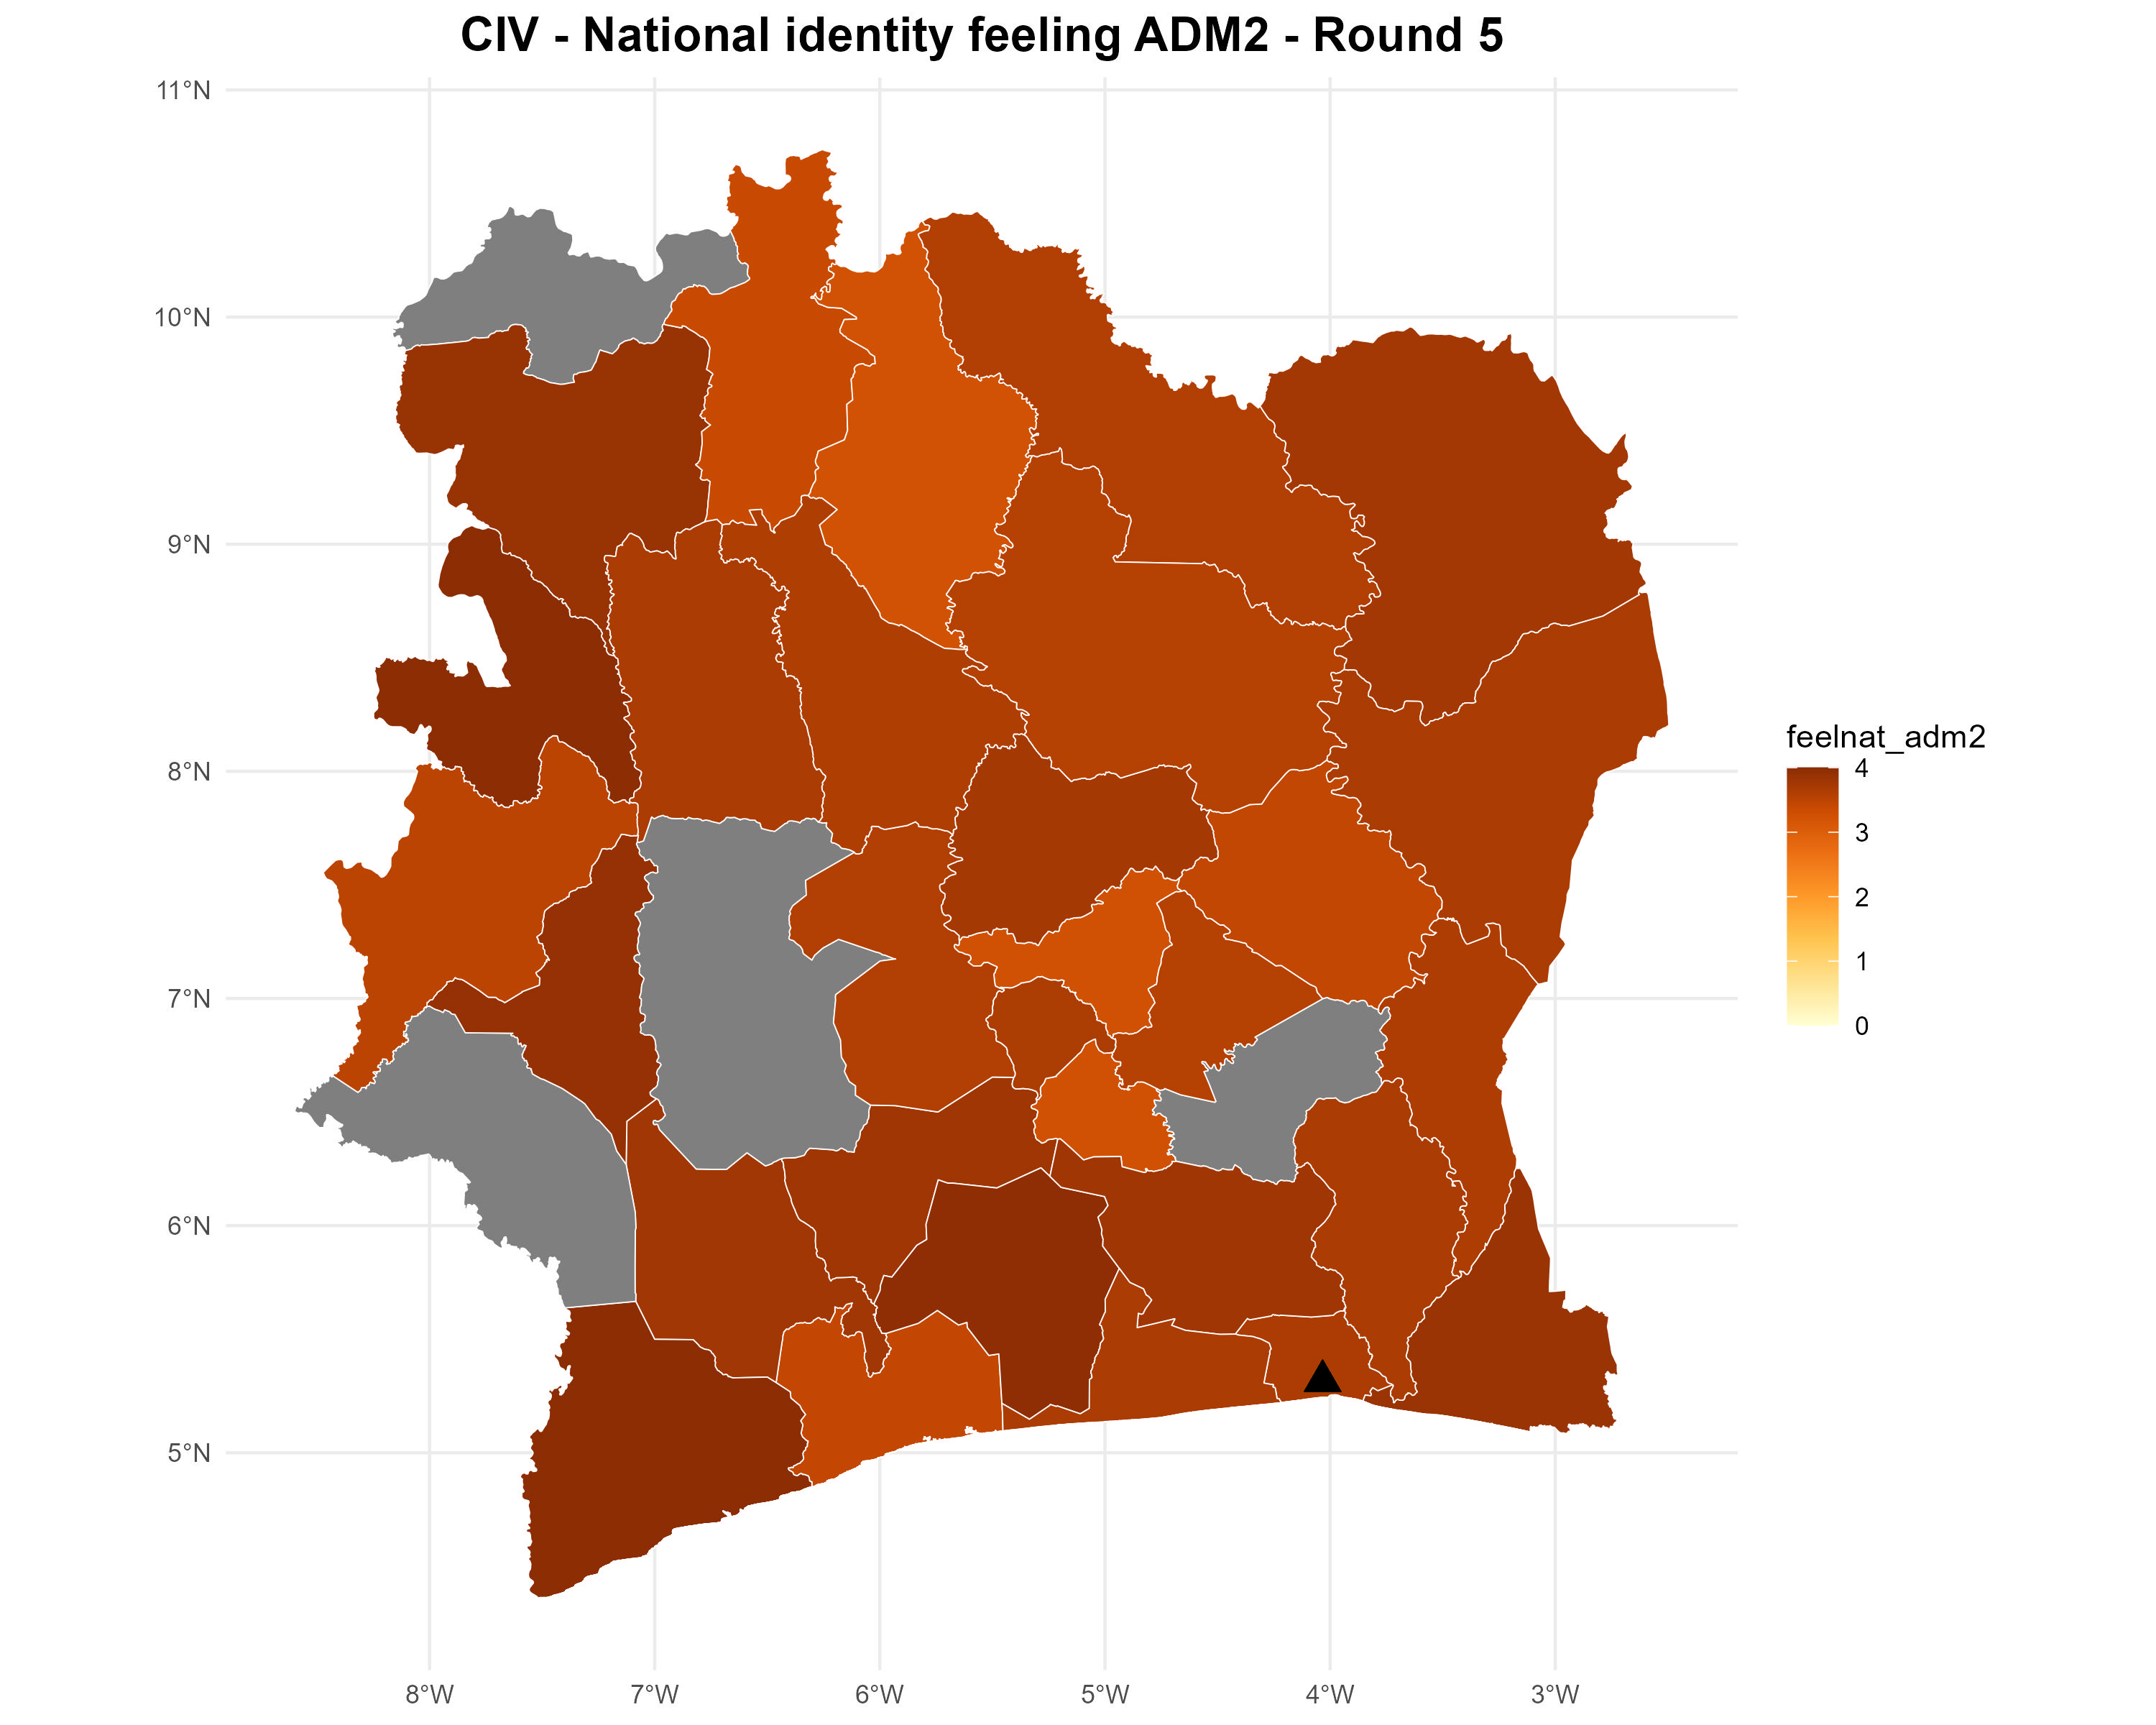 CIV - National identity feeling ADM2 - Round 5
11°N
10°N
9°N
8°N
7°N
6°N
5°N
8°W 7°W 6°W 5°W 4°W 3°W
feelnat_adm2
4
3
2
1
0